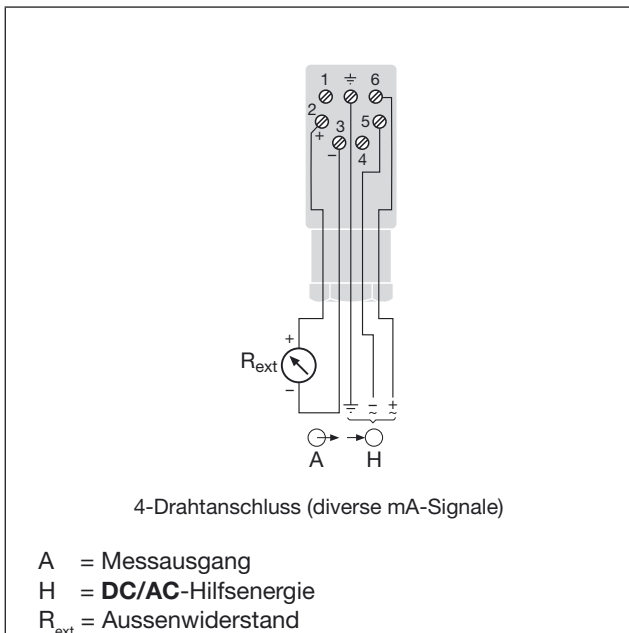 1 ⏚ 6
2 5
+ 3
− 4
+
R_ext
−
⏚ − +
~ ~
A H
4-Drahtanschluss (diverse mA-Signale)
A = Messausgang
H = DC/AC-Hilfsenergie
R_ext = Aussenwiderstand